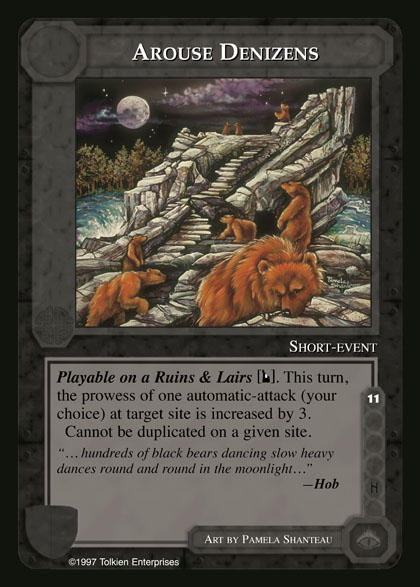 AROUSE DENIZENS
Pamela Shanteau
SHORT-EVENT
Playable on a Ruins & Lairs []. This turn,
the prowess of one automatic-attack (your
choice) at target site is increased by 3.
Cannot be duplicated on a given site.
“… hundreds of black bears dancing slow heavy
dances round and round in the moonlight…”
—Hob
11
H
ART BY PAMELA SHANTEAU
©1997 Tolkien Enterprises